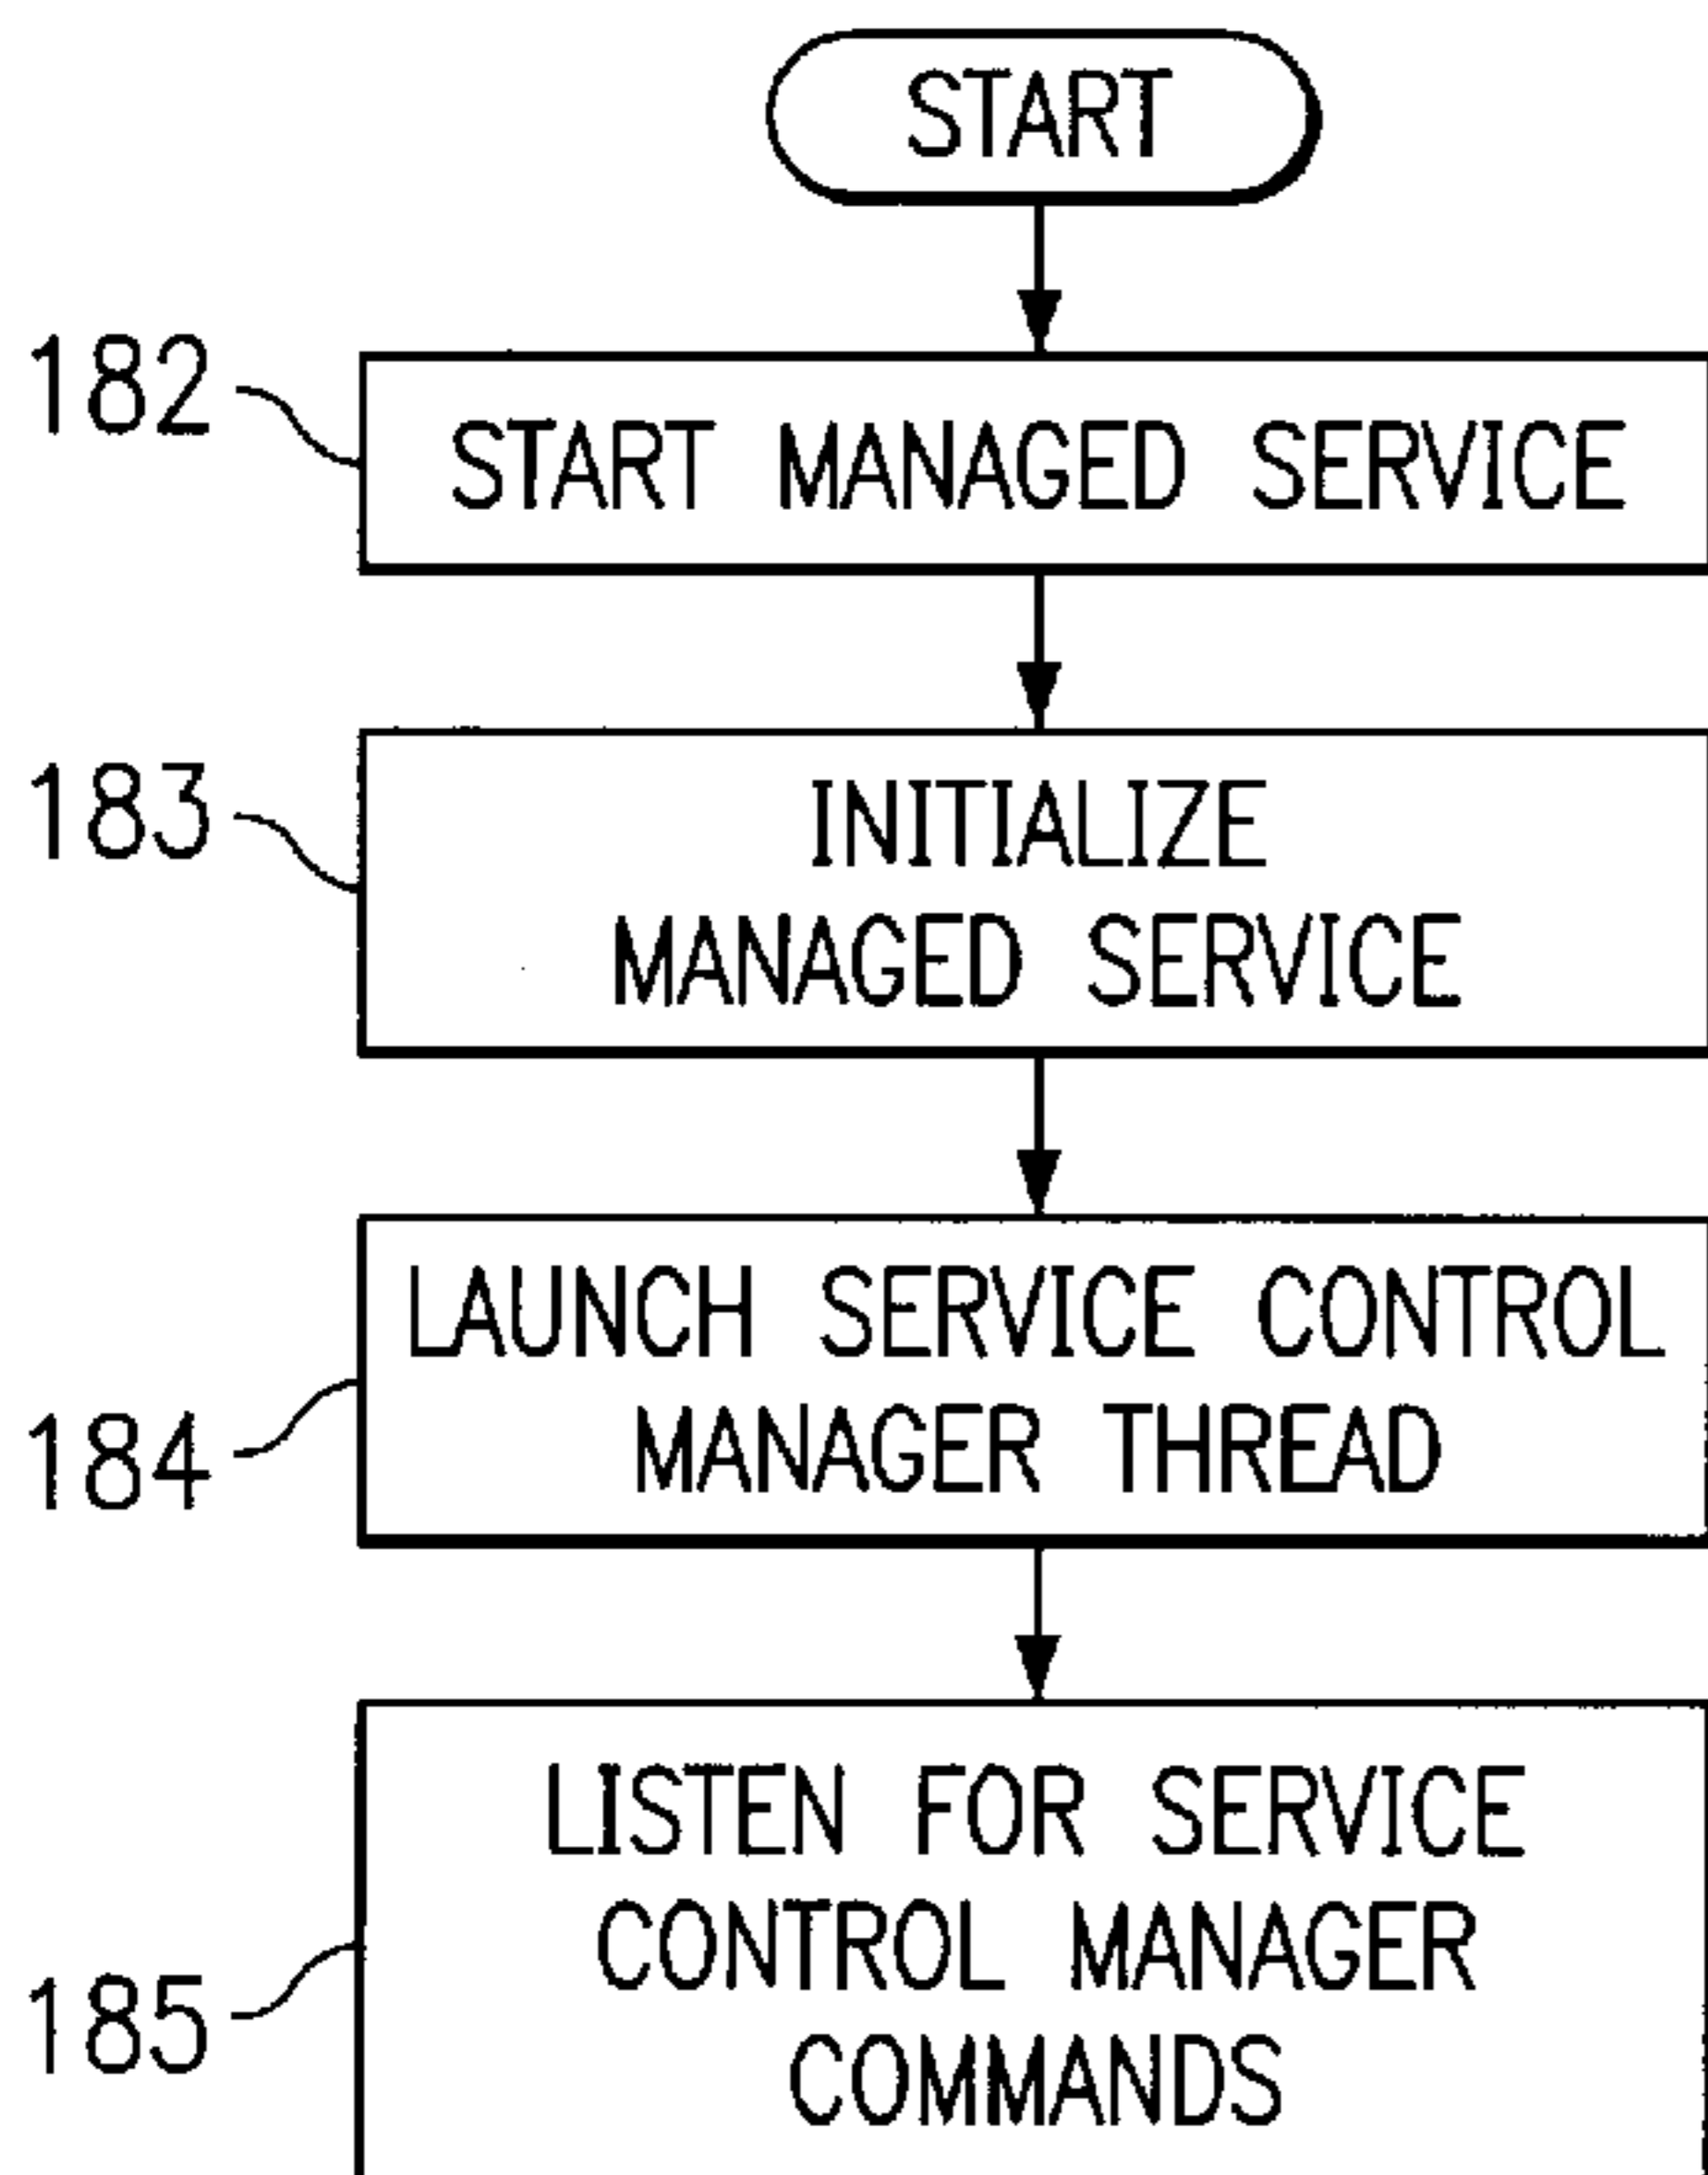 START
182
START MANAGED SERVICE
183
INITIALIZE
MANAGED SERVICE
LAUNCH SERVICE CONTROL
MANAGER THREAD
184
LISTEN FOR SERVICE
CONTROL MANAGER
185
COMMANDS